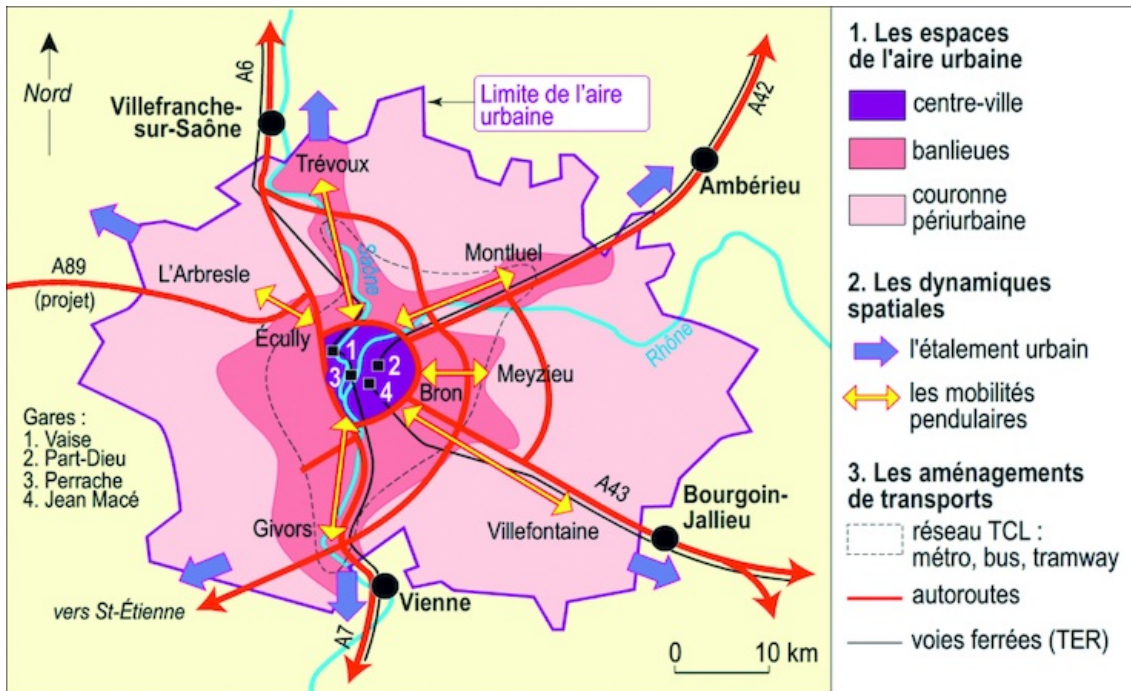 Nord
A6
Villefranche-
sur-Saône
Limite de l'aire
urbaine
A42
Trévoux
Ambérieu
Saône
Montluel
A89
(projet)
L'Arbresle
Écully
Rhône
1
2
3
4
Bron
Meyzieu
Gares :
1. Vaise
2. Part-Dieu
3. Perrache
4. Jean Macé
A43
Bourgoin-
Jallieu
Givors
Villefontaine
vers St-Étienne
Vienne
A7
0 10 km
1. Les espaces
de l'aire urbaine
centre-ville
banlieues
couronne
périurbaine
2. Les dynamiques
spatiales
l'étalement urbain
les mobilités
pendulaires
3. Les aménagements
de transports
réseau TCL :
métro, bus, tramway
autoroutes
voies ferrées (TER)